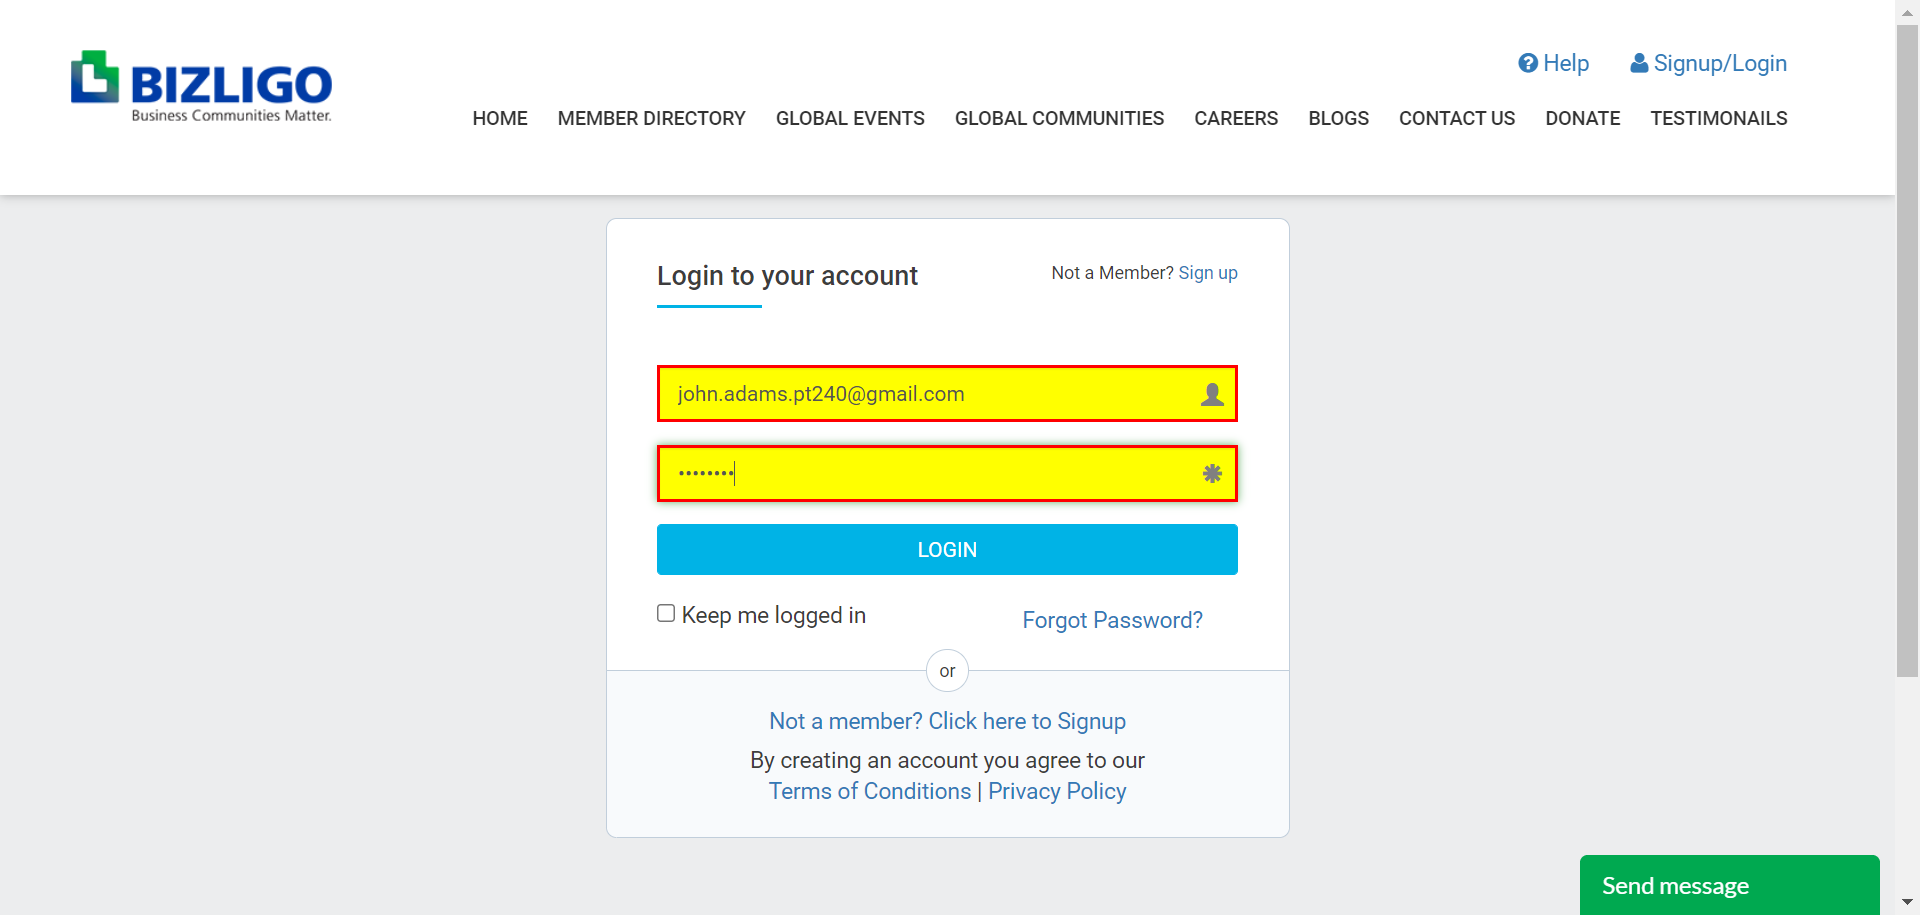 BIZLIGO
Business Communities Matter.
Help
Signup/Login
HOME MEMBER DIRECTORY GLOBAL EVENTS GLOBAL COMMUNITIES CAREERS BLOGS CONTACT US DONATE TESTIMONAILS
Login to your account
Not a Member? Sign up
john.adams.pt240@gmail.com
••••••••
LOGIN
Keep me logged in
Forgot Password?
or
Not a member? Click here to Signup
By creating an account you agree to our
Terms of Conditions | Privacy Policy
Send message